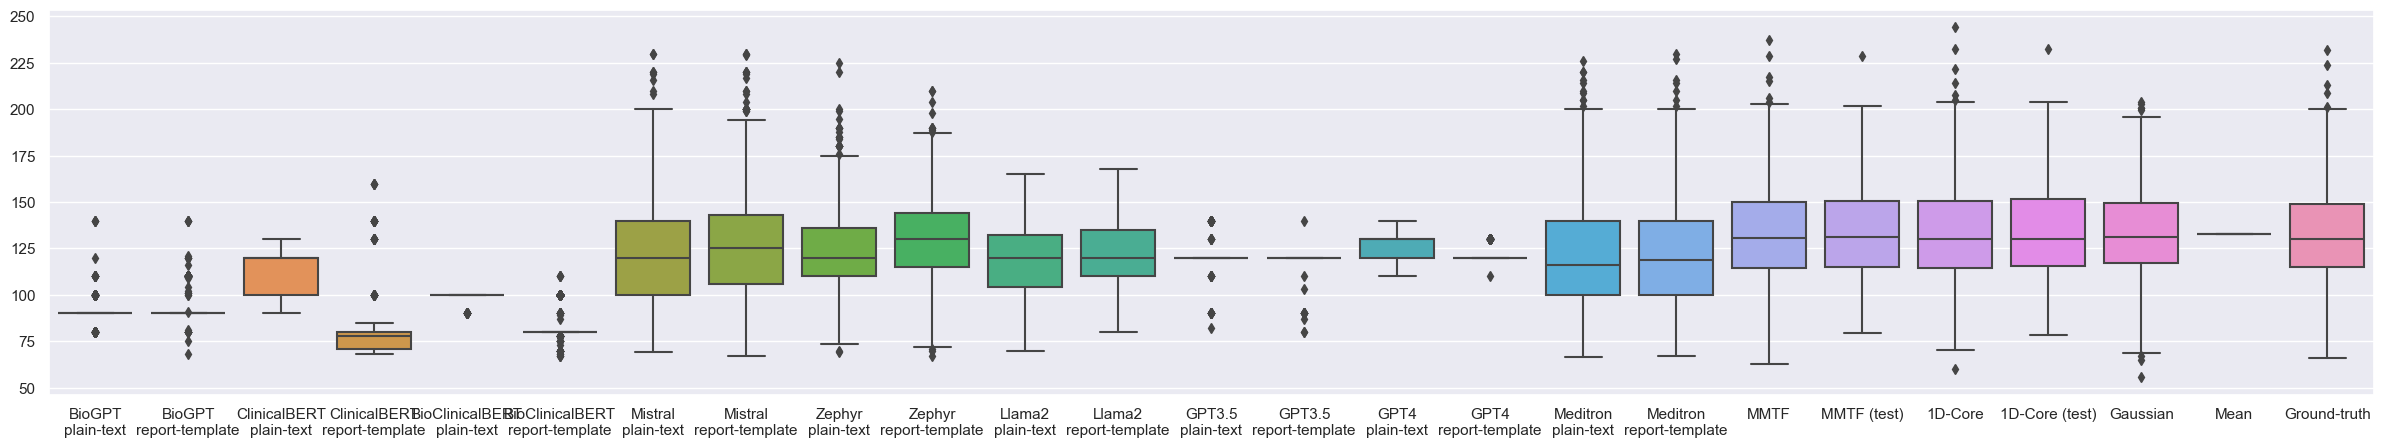 250
225
200
175
150
125
100
75
50
BioGPT
plain-text
BioGPT
report-template
ClinicalBERT
plain-text
ClinicalBERT
report-template
BioClinicalBERT
plain-text
BioClinicalBERT
report-template
Mistral
plain-text
Mistral
report-template
Zephyr
plain-text
Zephyr
report-template
Llama2
plain-text
Llama2
report-template
GPT3.5
plain-text
GPT3.5
report-template
GPT4
plain-text
GPT4
report-template
Meditron
plain-text
Meditron
report-template
MMTF
MMTF (test)
1D-Core
1D-Core (test)
Gaussian
Mean
Ground-truth